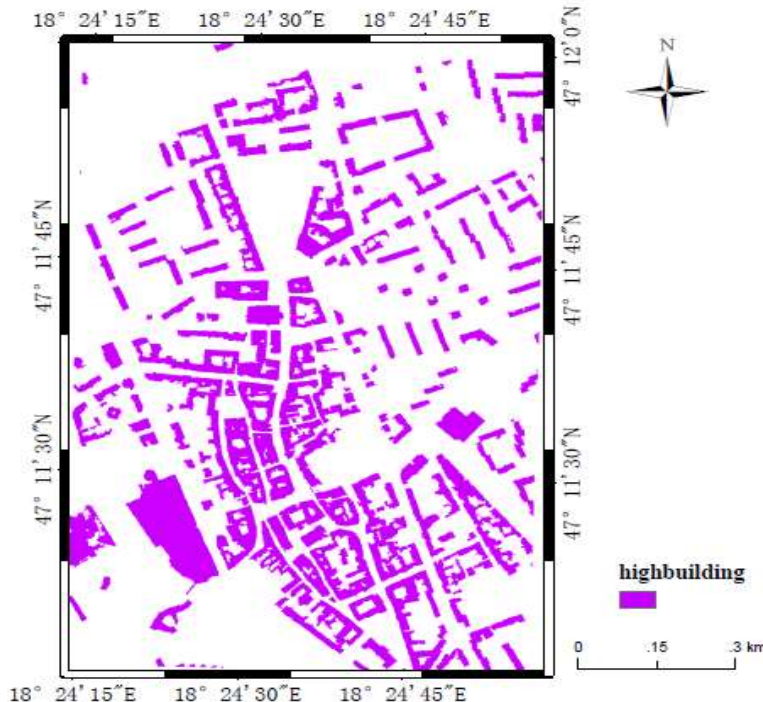 18° 24′15″E 18° 24′30″E 18° 24′45″E
47° 12′0″N
N
47° 11′45″N
47° 11′45″N
47° 11′30″N
47° 11′30″N
highbuilding
0 .15 .3 km
18° 24′15″E 18° 24′30″E 18° 24′45″E